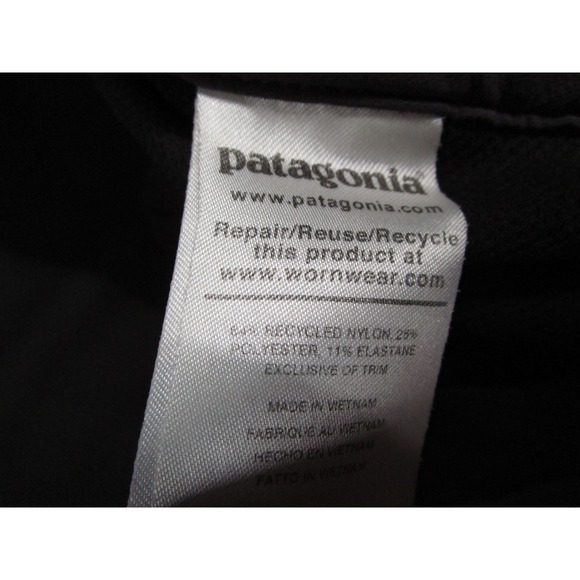 patagonia
www.patagonia.com
Repair/Reuse/Recycle
this product at
www.wornwear.com
64% RECYCLED NYLON, 25%
POLYESTER, 11% ELASTANE
EXCLUSIVE OF TRIM
MADE IN VIETNAM
FABRIQUE AU VIETNAM
HECHO EN VIETNAM
FATTO IN VIETNAM